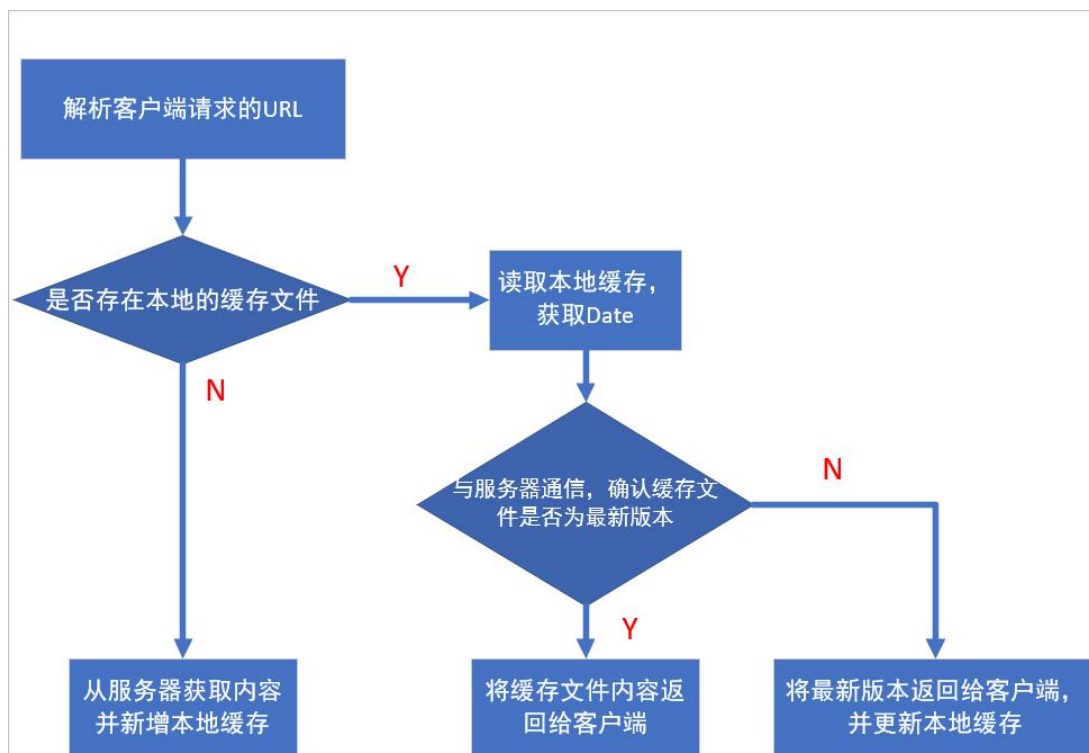 解析客户端请求的URL
是否存在本地的缓存文件
Y
读取本地缓存，
获取Date
N
与服务器通信，确认缓存文
件是否为最新版本
N
Y
从服务器获取内容
并新增本地缓存
将缓存文件内容返
回给客户端
将最新版本返回给客户端，
并更新本地缓存